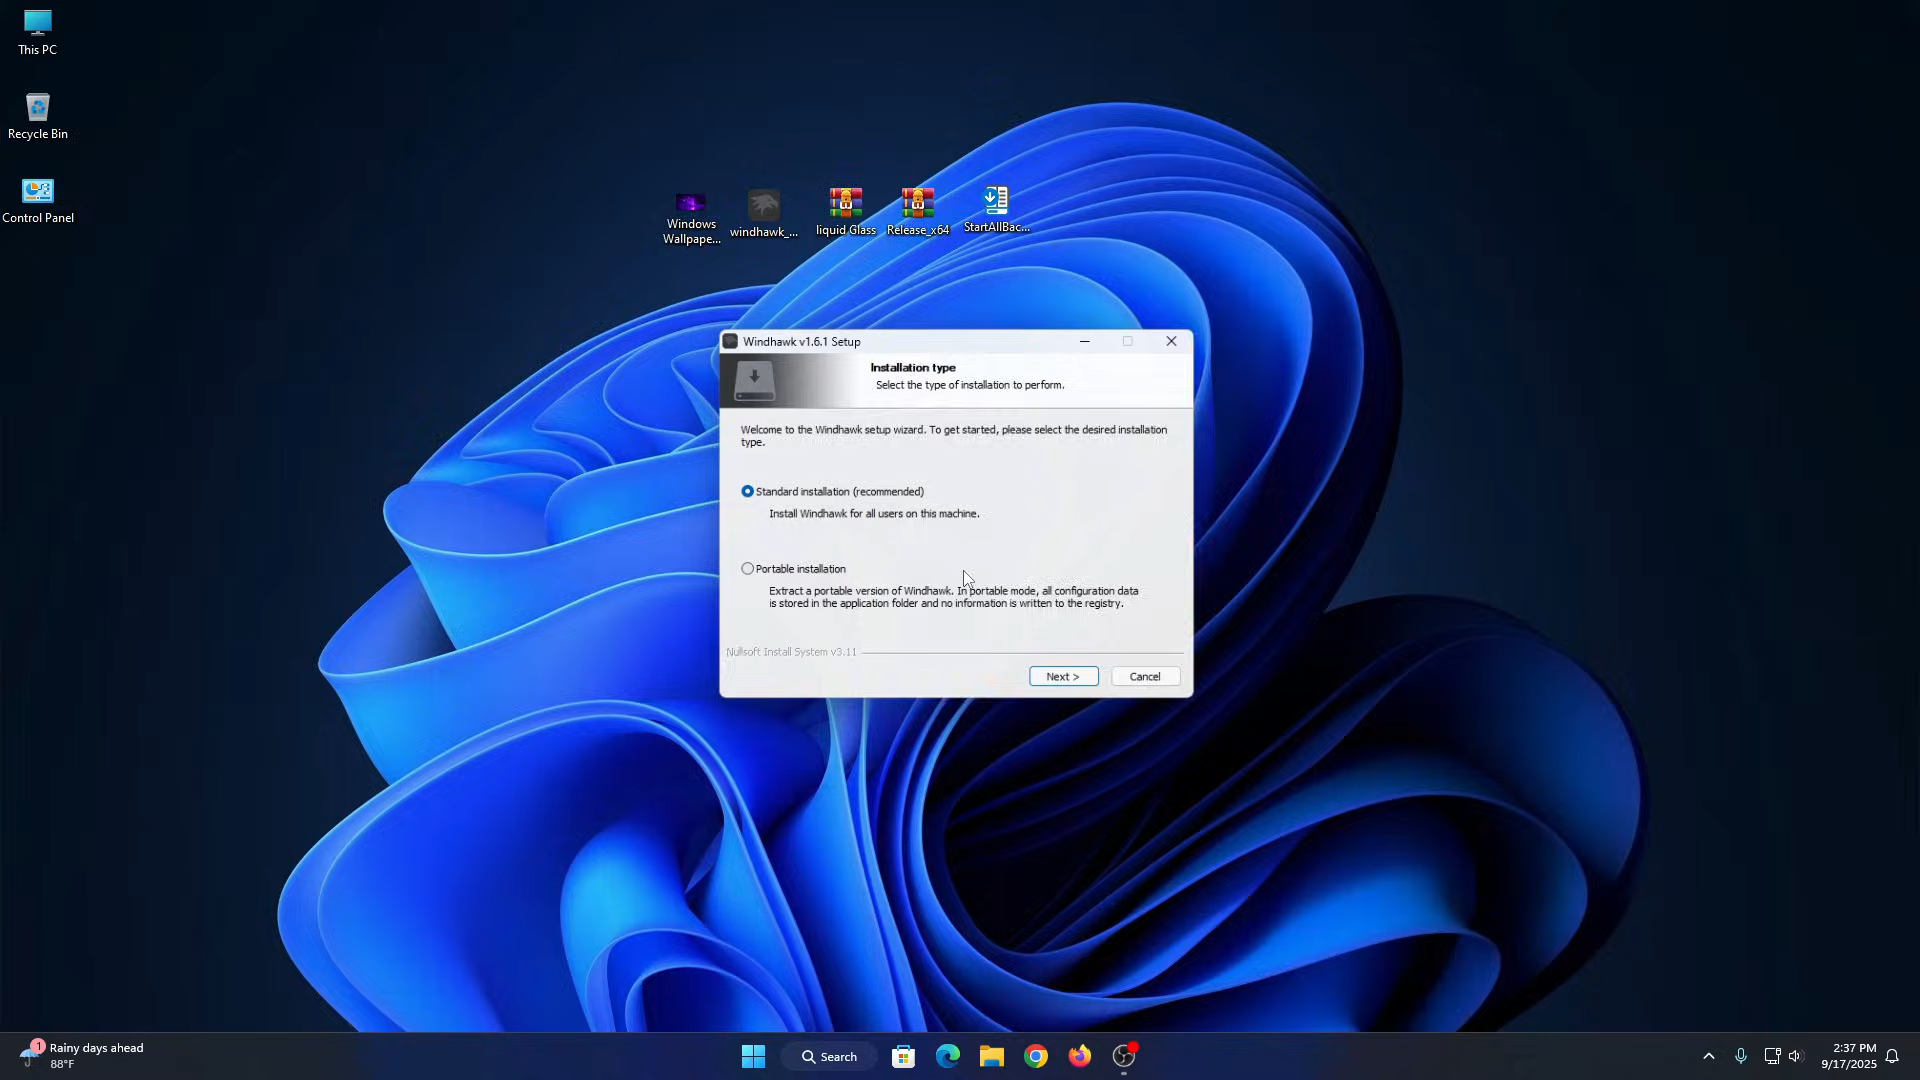 This PC
Recycle Bin
Control Panel
Windows
Wallpape...
windhawk_...
liquid Glass
Release_x64
StartAllBac...
Windhawk v1.6.1 Setup
Installation type
Select the type of installation to perform.
Welcome to the Windhawk setup wizard. To get started, please select the desired installation
type.
Standard installation (recommended)
Install Windhawk for all users on this machine.
Portable installation
Extract a portable version of Windhawk. In portable mode, all configuration data
is stored in the application folder and no information is written to the registry.
Nullsoft Install System v3.11
Next >
Cancel
1
Rainy days ahead
88°F
Search
2:37 PM
9/17/2025